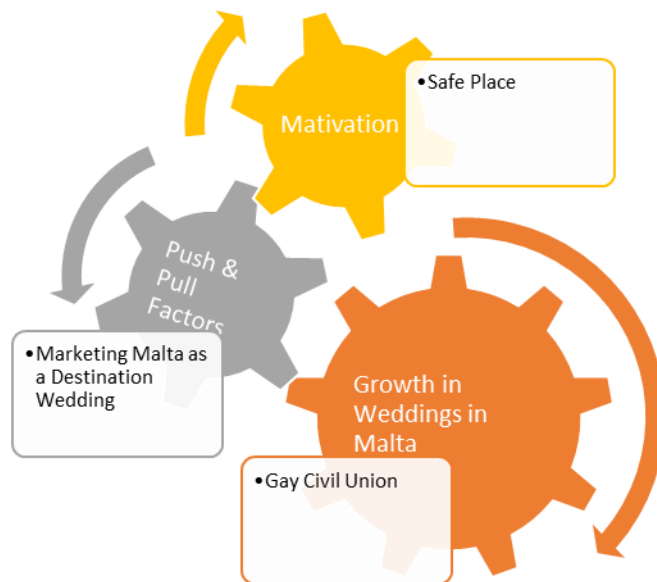 Mativation
•Safe Place
Push &
Pull
Factors
•Marketing Malta as
a Destination
Wedding
Growth in
Weddings in
Malta
•Gay Civil Union